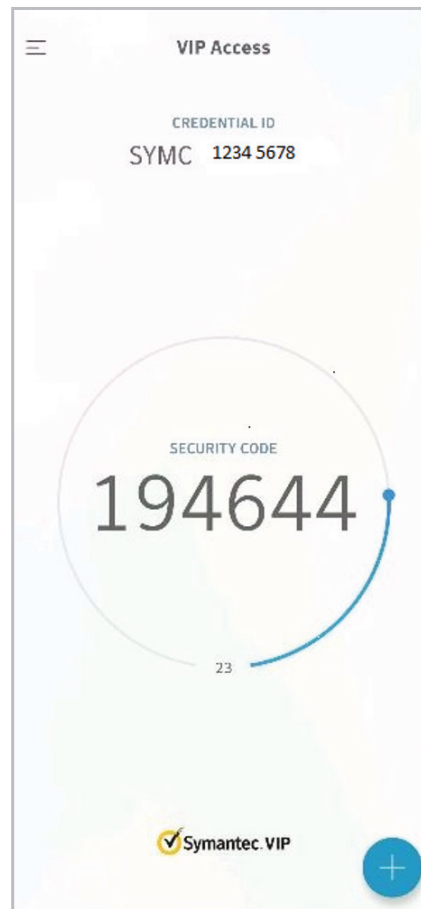 VIP Access
CREDENTIAL ID
SYMC 1234 5678
SECURITY CODE
194644
23
Symantec.VIP